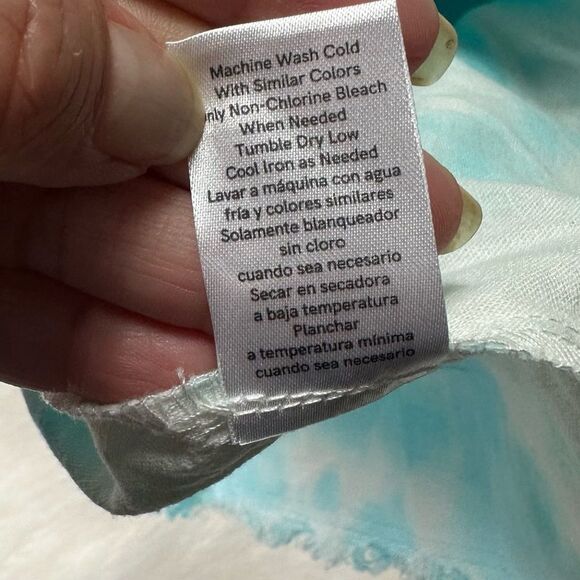 Machine Wash Cold
With Similar Colors
Non-Chlorine Bleach
When Needed
Tumble Dry Low
Cool Iron as Needed
Lavar a máquina con agua
fría y colores similares
Solamente blanqueador
sin cloro
cuando sea necesario
Secar en secadora
a baja temperatura
Planchar
a temperatura mínima
cuando sea necesario